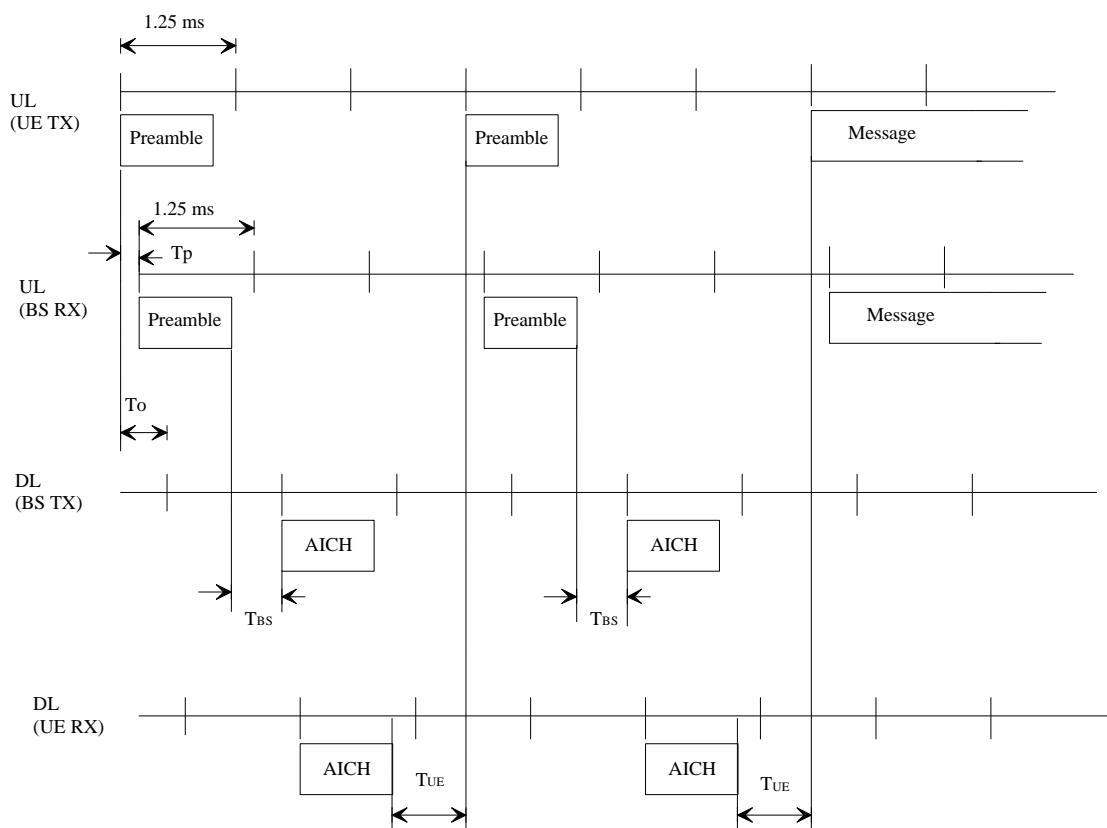 1.25 ms
UL
(UE TX)
Preamble
Preamble
Message
1.25 ms
Tp
UL
(BS RX)
Preamble
Preamble
Message
To
DL
(BS TX)
AICH
AICH
TBS
TBS
DL
(UE RX)
AICH
TUE
AICH
TUE